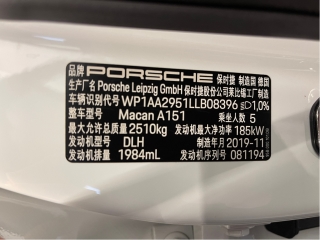 品牌 PORSCHE 保时捷 制造国 德国
生产厂名 Porsche Leipzig GmbH 保时捷股份公司莱比锡工厂制造
车辆识别代号 WP1AA2951LLB08396 1,0%
整车型号 Macan A151 乘坐人数 5
最大允许总质量 2510kg 发动机最大净功率 185kW
发动机型号 DLH 制造年月 2019-11
发动机排量 1984mL 发动机序列号 081194